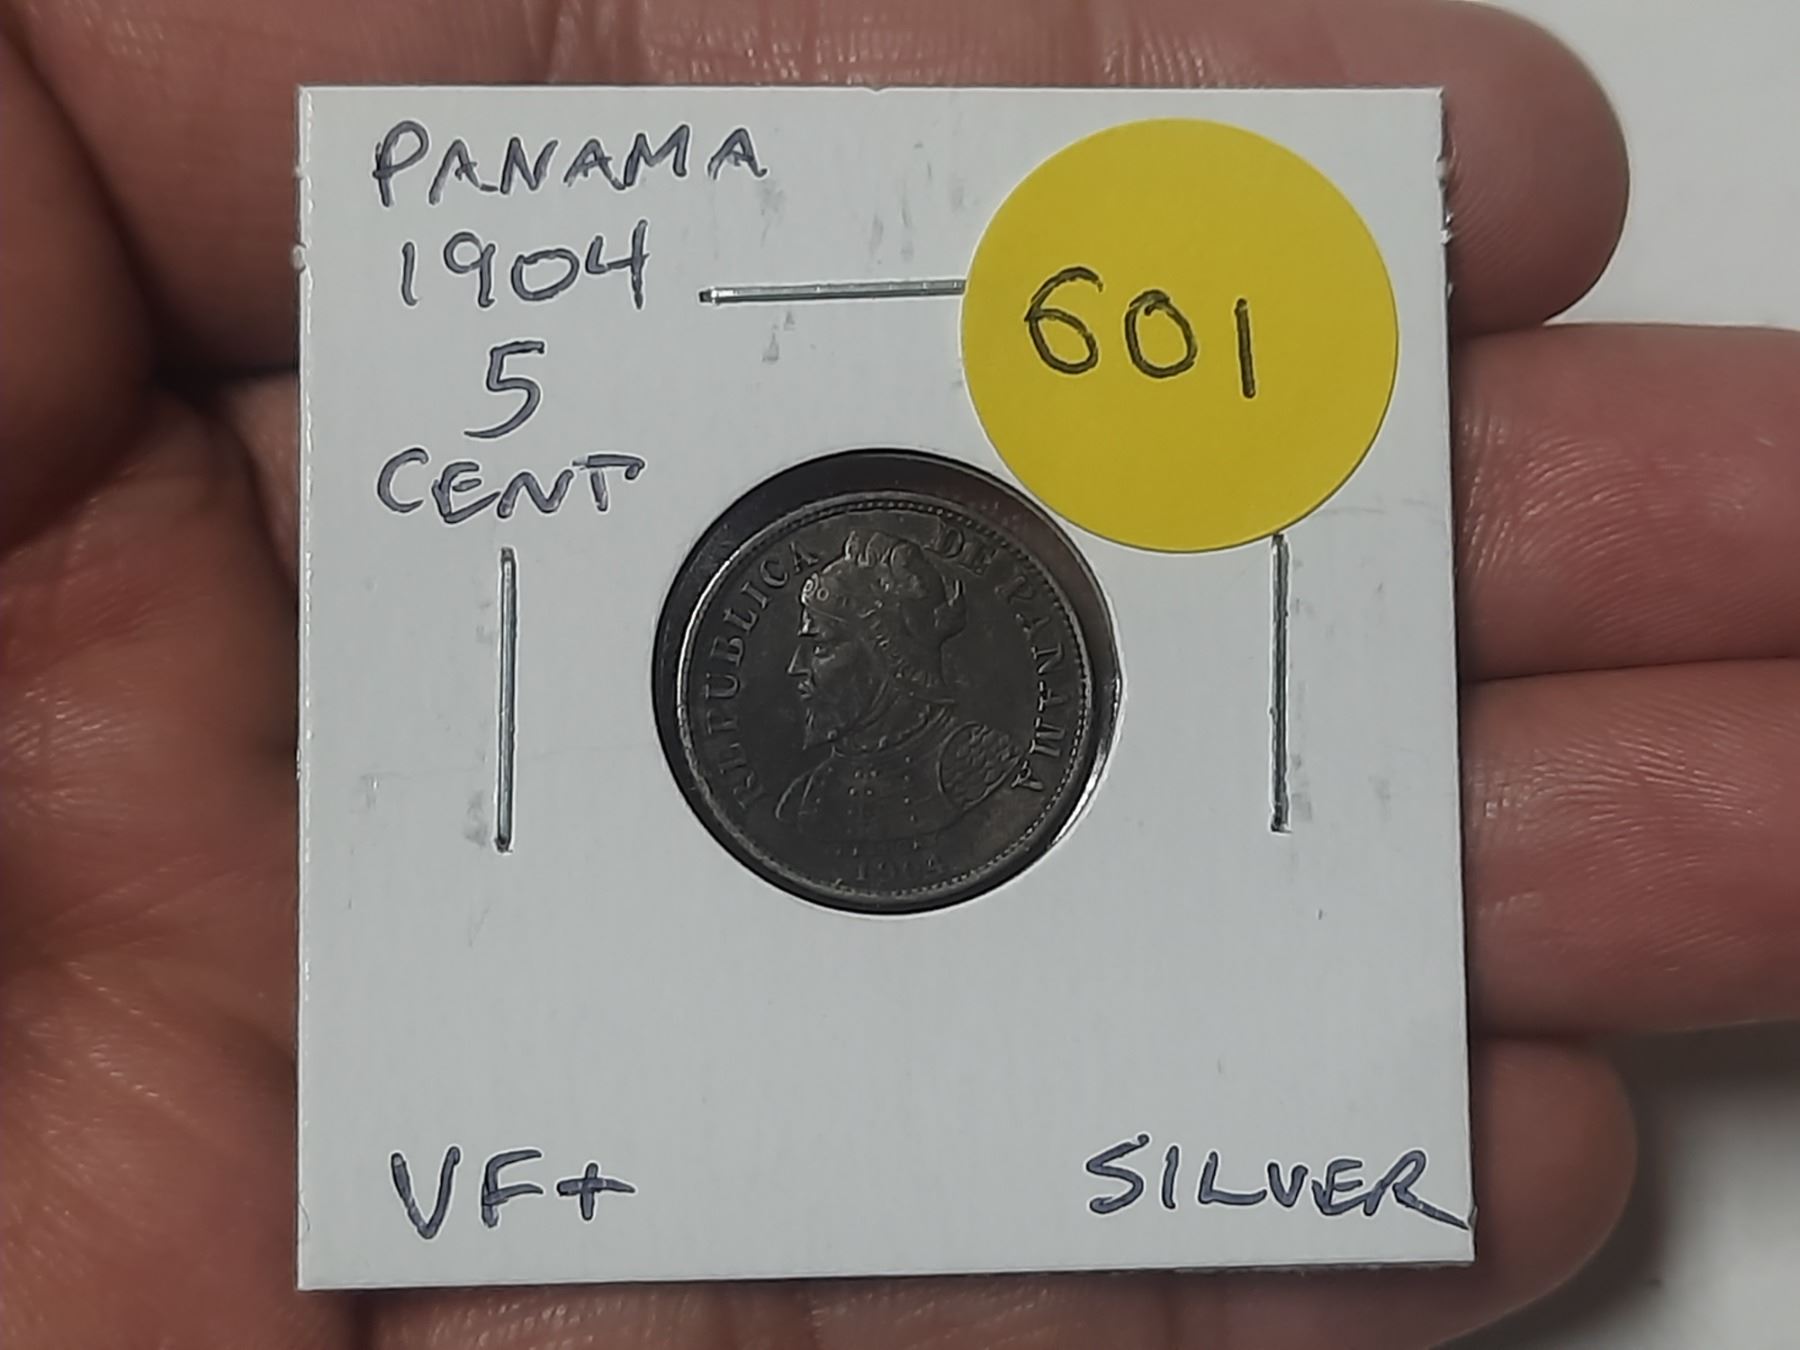 PANAMA
1904
5
CENT
601
REPUBLICA DE PANAMA
1904
VF+
SILVER